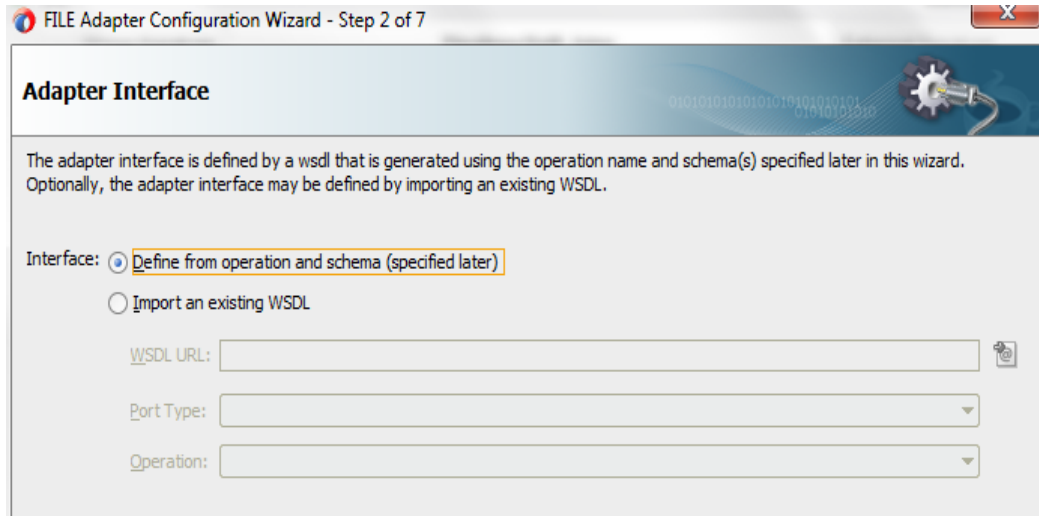 FILE Adapter Configuration Wizard - Step 2 of 7
Adapter Interface
The adapter interface is defined by a wsdl that is generated using the operation name and schema(s) specified later in this wizard.
Optionally, the adapter interface may be defined by importing an existing WSDL.
Interface: Define from operation and schema (specified later)
Import an existing WSDL
WSDL URL:
Port Type:
Operation: